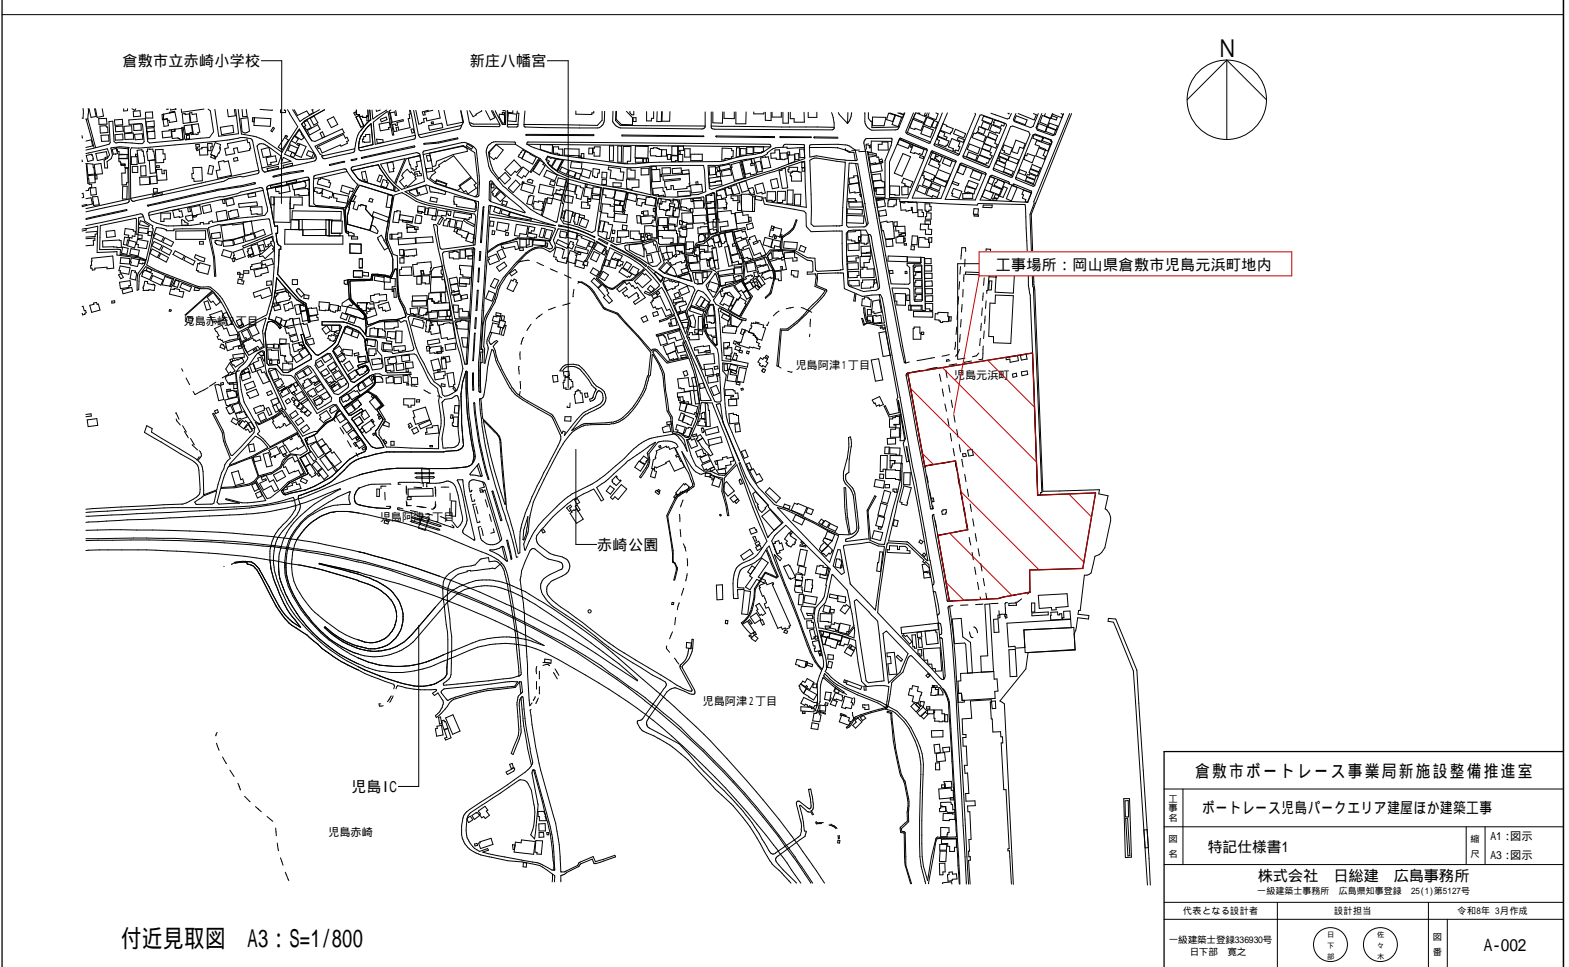 倉敷市立赤崎小学校
新庄八幡宮
N
工事場所：岡山県倉敷市児島元浜町地内
児島阿津1丁目
児島元浜町
赤崎公園
児島阿津2丁目
児島IC
児島赤崎
付近見取図 A3：S=1/800
倉敷市ボートレース事業局新施設整備推進室
工事名 ボートレース児島パークエリア建屋ほか建築工事
図名 特記仕様書1
縮尺 A1：図示
A3：図示
株式会社 日総建 広島事務所
一級建築士事務所 広島県知事登録 25(1)第5127号
代表となる設計者 設計担当 令和8年 3月作成
一級建築士登録336930号
日下部 寛之
日下部
佐々木
図番 A-002